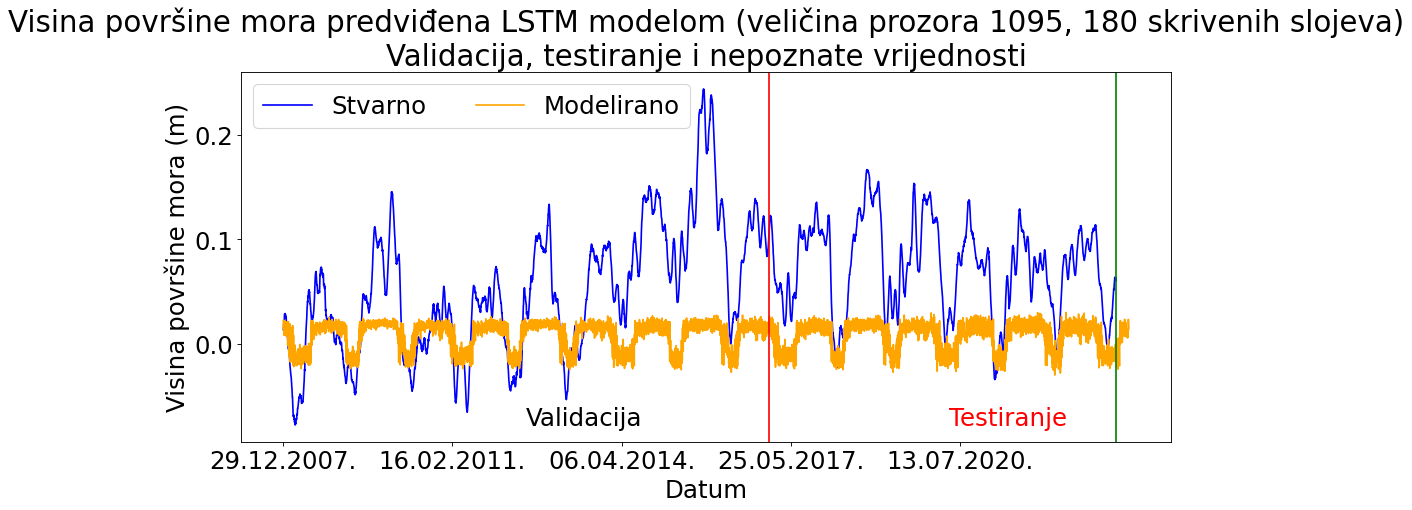 Visina površine mora predviđena LSTM modelom (veličina prozora 1095, 180 skrivenih slojeva)
Validacija, testiranje i nepoznate vrijednosti
Stvarno
Modelirano
Visina površine mora (m)
0.2
0.1
0.0
Validacija
Testiranje
29.12.2007.
16.02.2011.
06.04.2014.
25.05.2017.
13.07.2020.
Datum